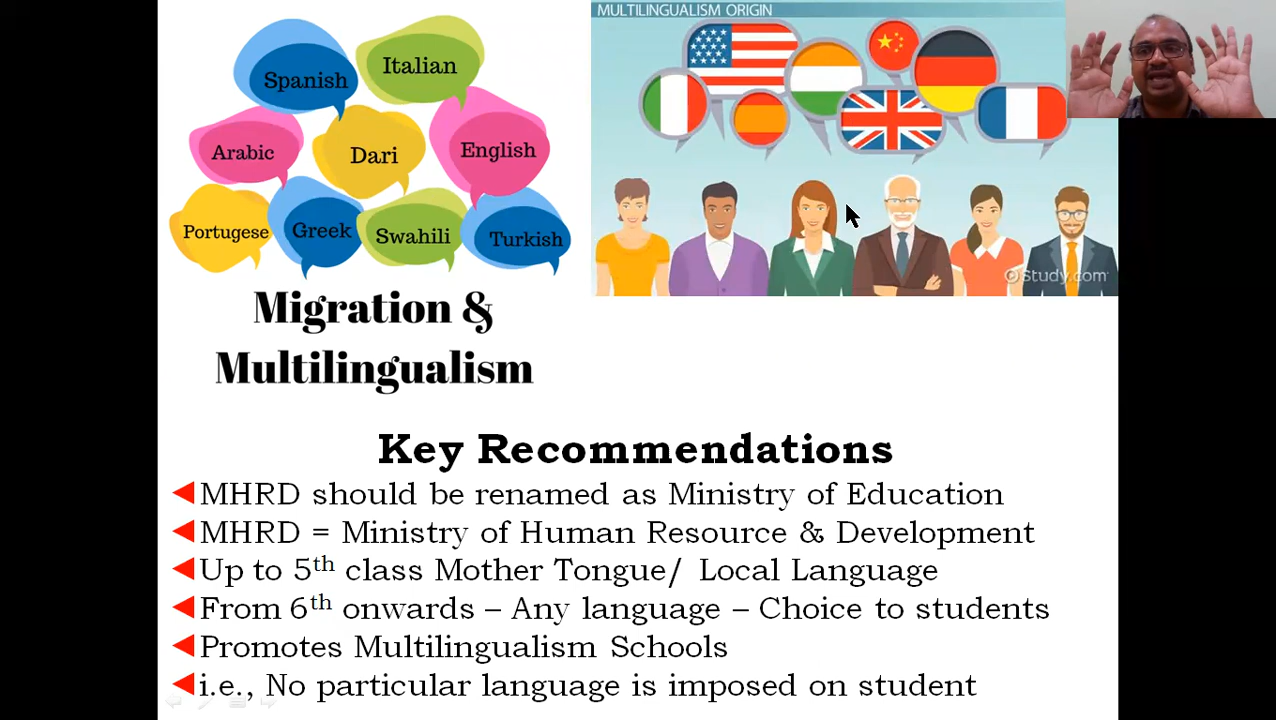 Spanish
Italian
Arabic
Dari
English
Portugese
Greek
Swahili
Turkish
Migration &
Multilingualism
MULTILINGUALISM ORIGIN
Study.com
Key Recommendations
MHRD should be renamed as Ministry of Education
MHRD = Ministry of Human Resource & Development
Up to 5th class Mother Tongue/ Local Language
From 6th onwards – Any language – Choice to students
Promotes Multilingualism Schools
i.e., No particular language is imposed on student